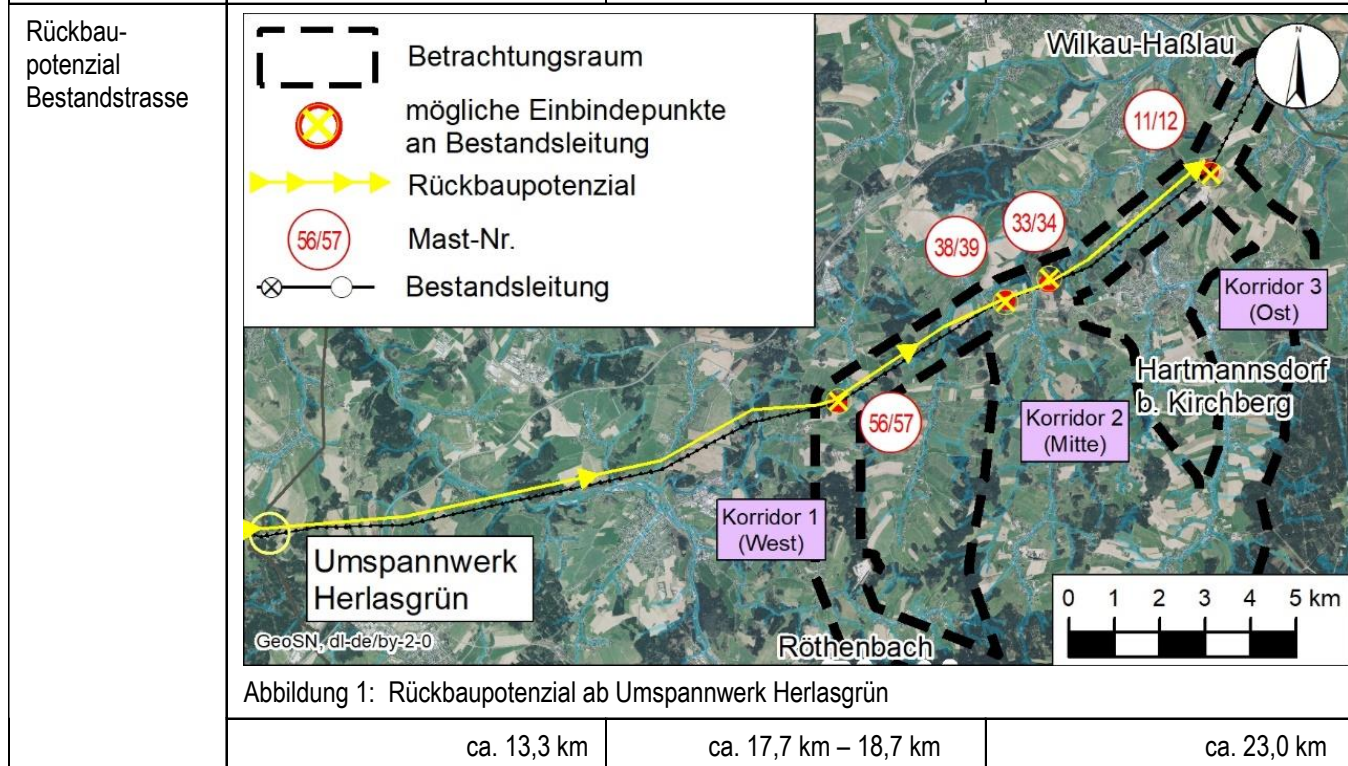 Rückbau-
potenzial
Bestandstrasse
Betrachtungsraum
mögliche Einbindepunkte
an Bestandsleitung
Rückbaupotenzial
56/57
Mast-Nr.
Bestandsleitung
Wilkau-Haßlau
N
11/12
33/34
38/39
56/57
Korridor 3
(Ost)
Hartmannsdorf
b. Kirchberg
Korridor 2
(Mitte)
Korridor 1
(West)
Umspannwerk
Herlasgrün
GeoSN, dl-de/by-2-0
Röthenbach
0 1 2 3 4 5 km
Abbildung 1: Rückbaupotenzial ab Umspannwerk Herlasgrün
ca. 13,3 km ca. 17,7 km – 18,7 km ca. 23,0 km